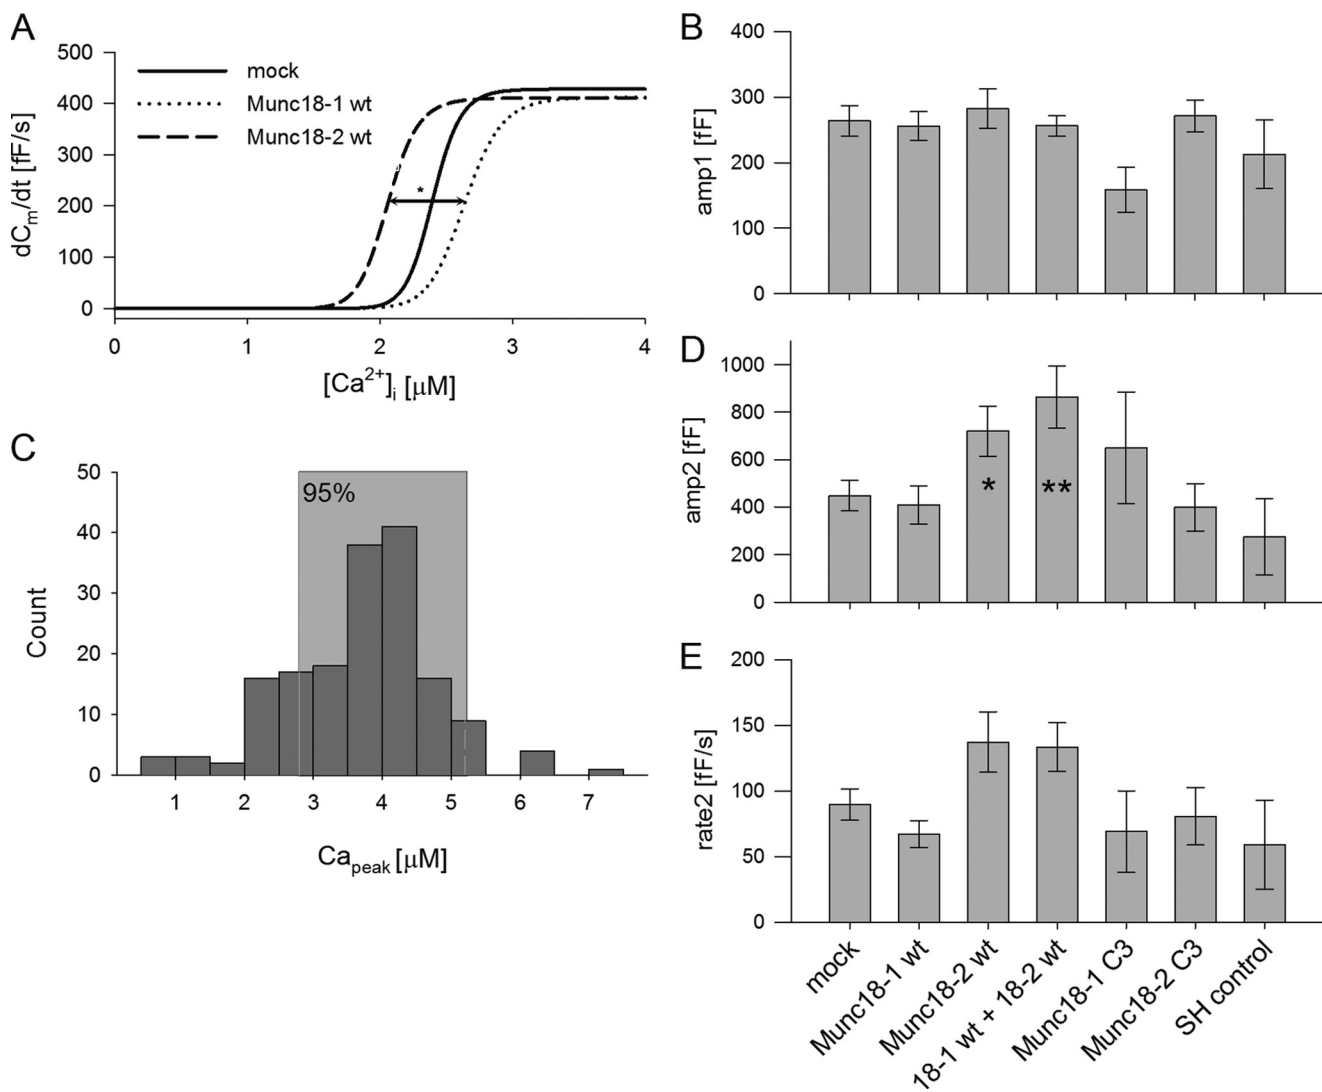 A
500
400
300
200
100
0
dCm/dt [fF/s]
mock
Munc18-1 wt
Munc18-2 wt
*
0 1 2 3 4
[Ca2+]i [μM]
B
400
300
200
100
0
amp1 [fF]
C
50
40
30
20
10
0
Count
95%
1 2 3 4 5 6 7
Capeak [μM]
D
1000
800
600
400
200
0
amp2 [fF]
* **
E
200
150
100
50
0
rate2 [fF/s]
mock
Munc18-1 wt
Munc18-2 wt
18-1 wt + 18-2 wt
Munc18-1 C3
Munc18-2 C3
SH control